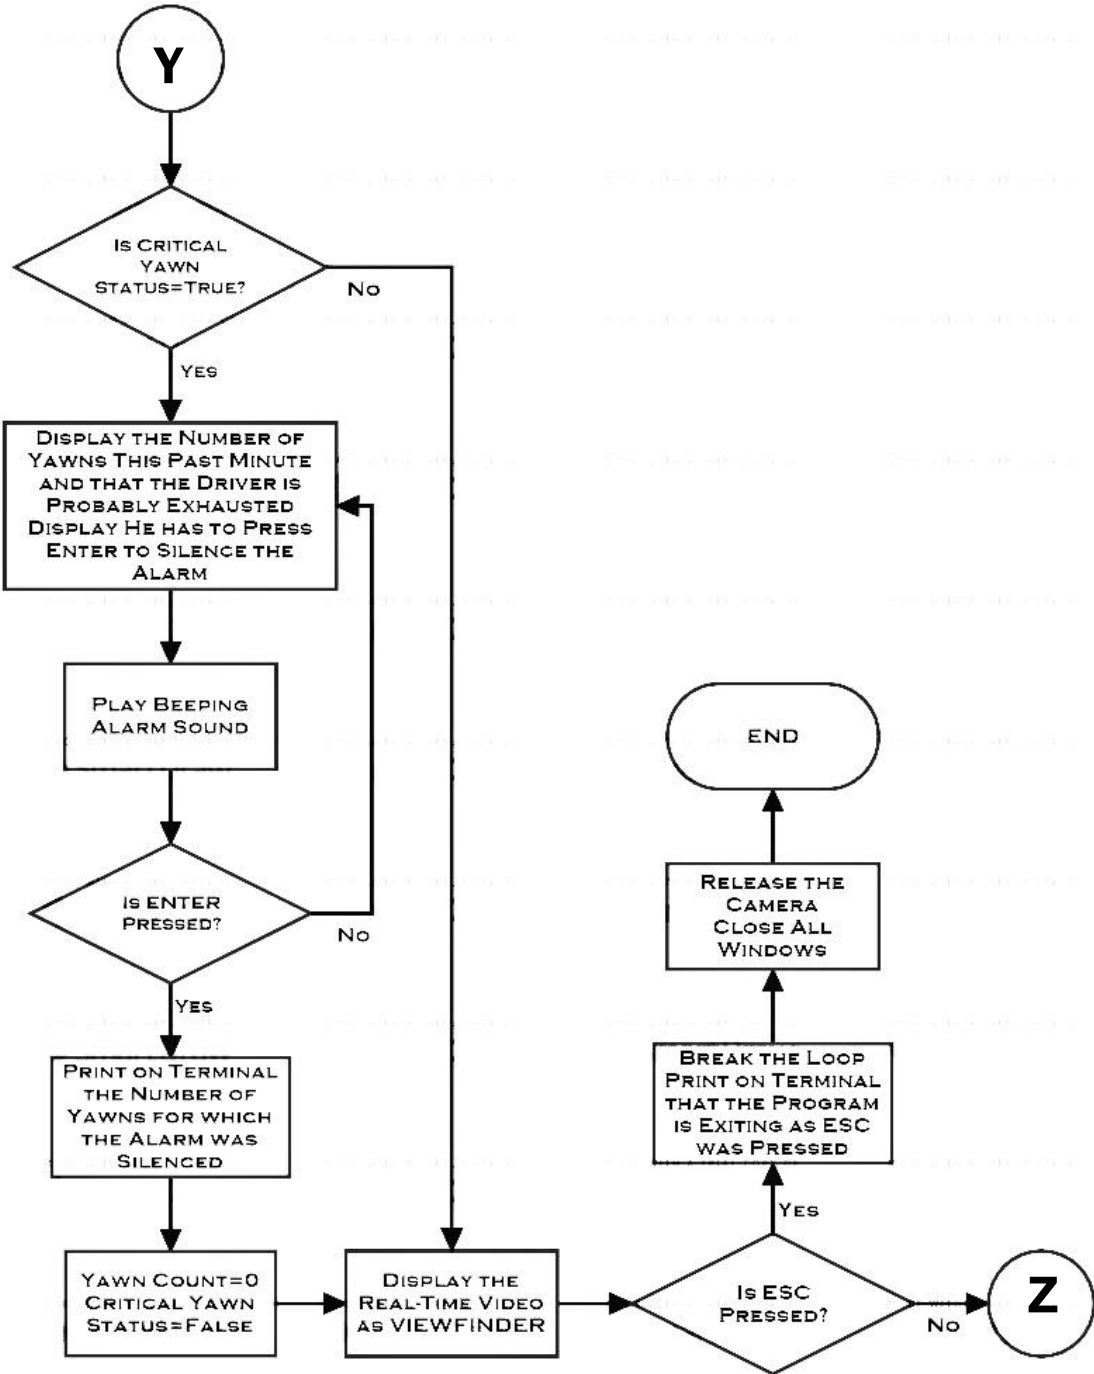 Y
Is Critical
Yawn
Status=True?
No
Yes
Display the Number of
Yawns This Past Minute
and that the Driver is
Probably Exhausted
Display He has to Press
Enter to Silence the
Alarm
Play Beeping
Alarm Sound
Is ENTER
Pressed?
No
Yes
Print on Terminal
the Number of
Yawns for which
the Alarm was
Silenced
Yawn Count=0
Critical Yawn
Status=False
Display the
Real-Time Video
as VIEWFINDER
Is ESC
Pressed?
No
Z
Yes
Break the Loop
Print on Terminal
that the Program
is Exiting as ESC
was Pressed
Release the
Camera
Close All
Windows
END